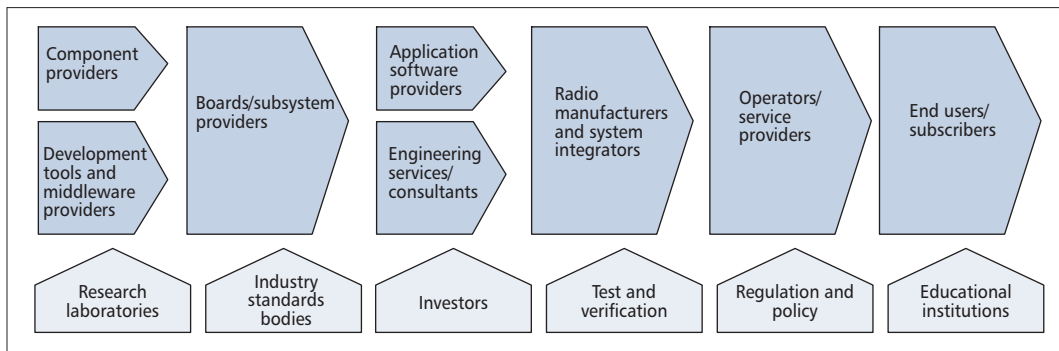 Component
providers
Development
tools and
middleware
providers
Boards/subsystem
providers
Application
software
providers
Engineering
services/
consultants
Radio
manufacturers
and system
integrators
Operators/
service
providers
End users/
subscribers
Research
laboratories
Industry
standards
bodies
Investors
Test and
verification
Regulation and
policy
Educational
institutions